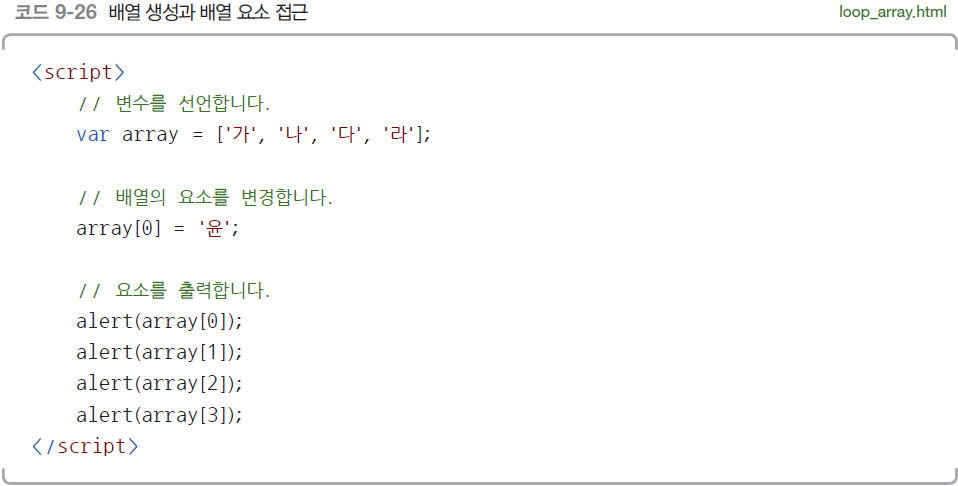 코드 9-26 배열 생성과 배열 요소 접근 loop_array.html
<script>
// 변수를 선언합니다.
var array = ['가', '나', '다', '라'];
// 배열의 요소를 변경합니다.
array[0] = '윤';
// 요소를 출력합니다.
alert(array[0]);
alert(array[1]);
alert(array[2]);
alert(array[3]);
</script>